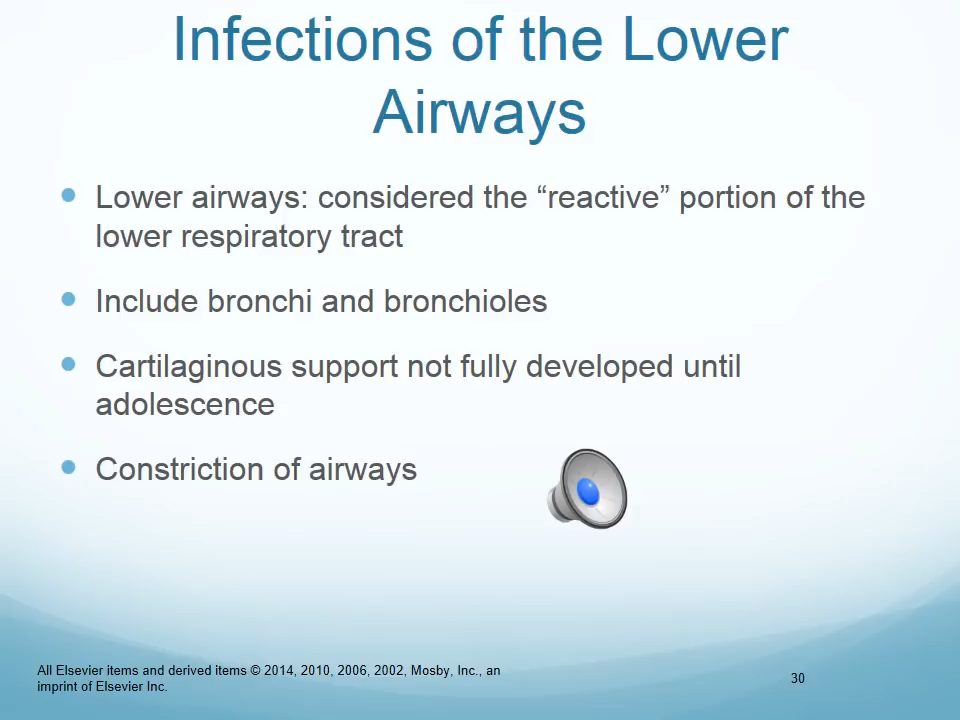 Infections of the Lower
Airways
Lower airways: considered the “reactive” portion of the
lower respiratory tract
Include bronchi and bronchioles
Cartilaginous support not fully developed until
adolescence
Constriction of airways
All Elsevier items and derived items © 2014, 2010, 2006, 2002, Mosby, Inc., an
imprint of Elsevier Inc.
30